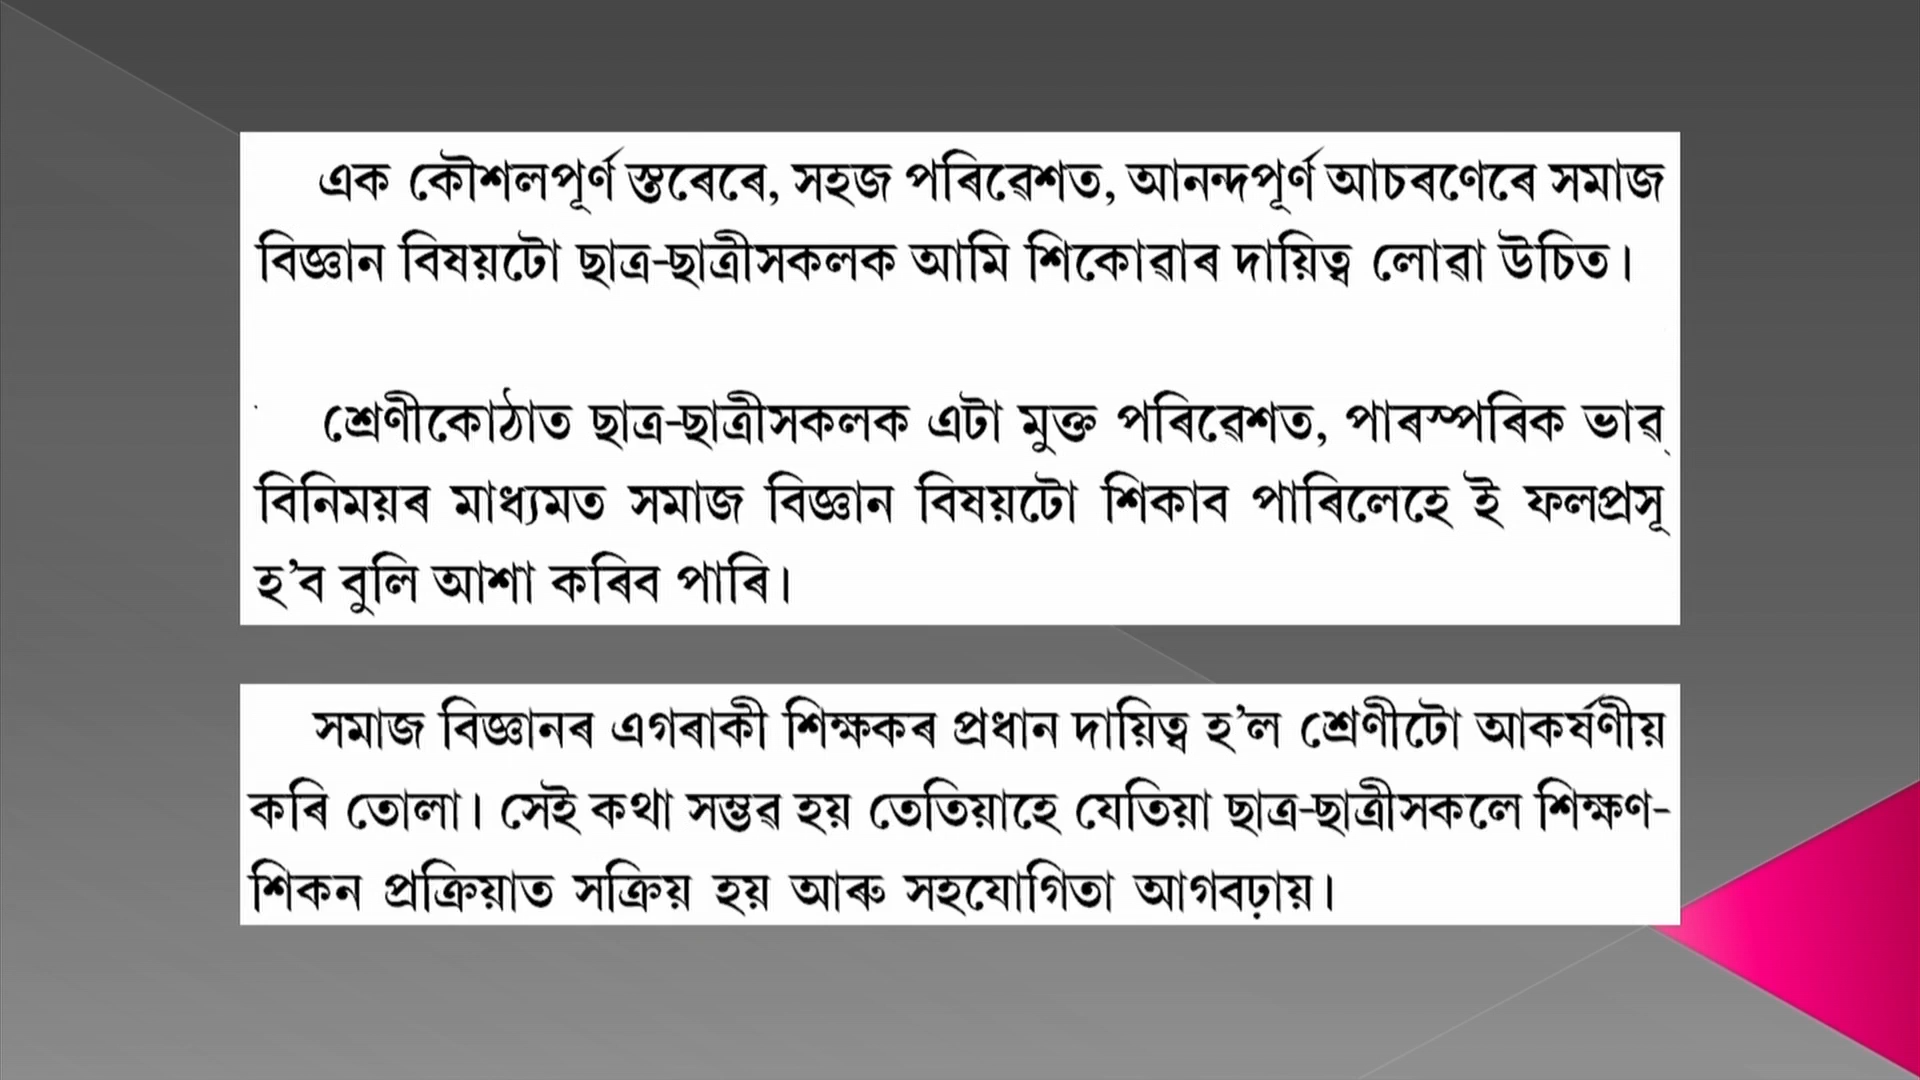 এক কৌশলপূৰ্ণ স্তৰেৰে, সহজ পৰিৱেশত, আনন্দপূৰ্ণ আচৰণেৰে সমাজ
বিজ্ঞান বিষয়টো ছাত্ৰ-ছাত্ৰীসকলক আমি শিকোৱাৰ দায়িত্ব লোৱা উচিত।
শ্ৰেণীকোঠাত ছাত্ৰ-ছাত্ৰীসকলক এটা মুক্ত পৰিৱেশত, পাৰস্পৰিক ভাৱ
বিনিময়ৰ মাধ্যমত সমাজ বিজ্ঞান বিষয়টো শিকাব পাৰিলেহে ই ফলপ্ৰসূ
হ’ব বুলি আশা কৰিব পাৰি।
সমাজ বিজ্ঞানৰ এগৰাকী শিক্ষকৰ প্ৰধান দায়িত্ব হ’ল শ্ৰেণীটো আকৰ্ষণীয়
কৰি তোলা। সেই কথা সম্ভৱ হয় তেতিয়াহে যেতিয়া ছাত্ৰ-ছাত্ৰীসকলে শিক্ষণ-
শিকন প্ৰক্ৰিয়াত সক্ৰিয় হয় আৰু সহযোগিতা আগবঢ়ায়।